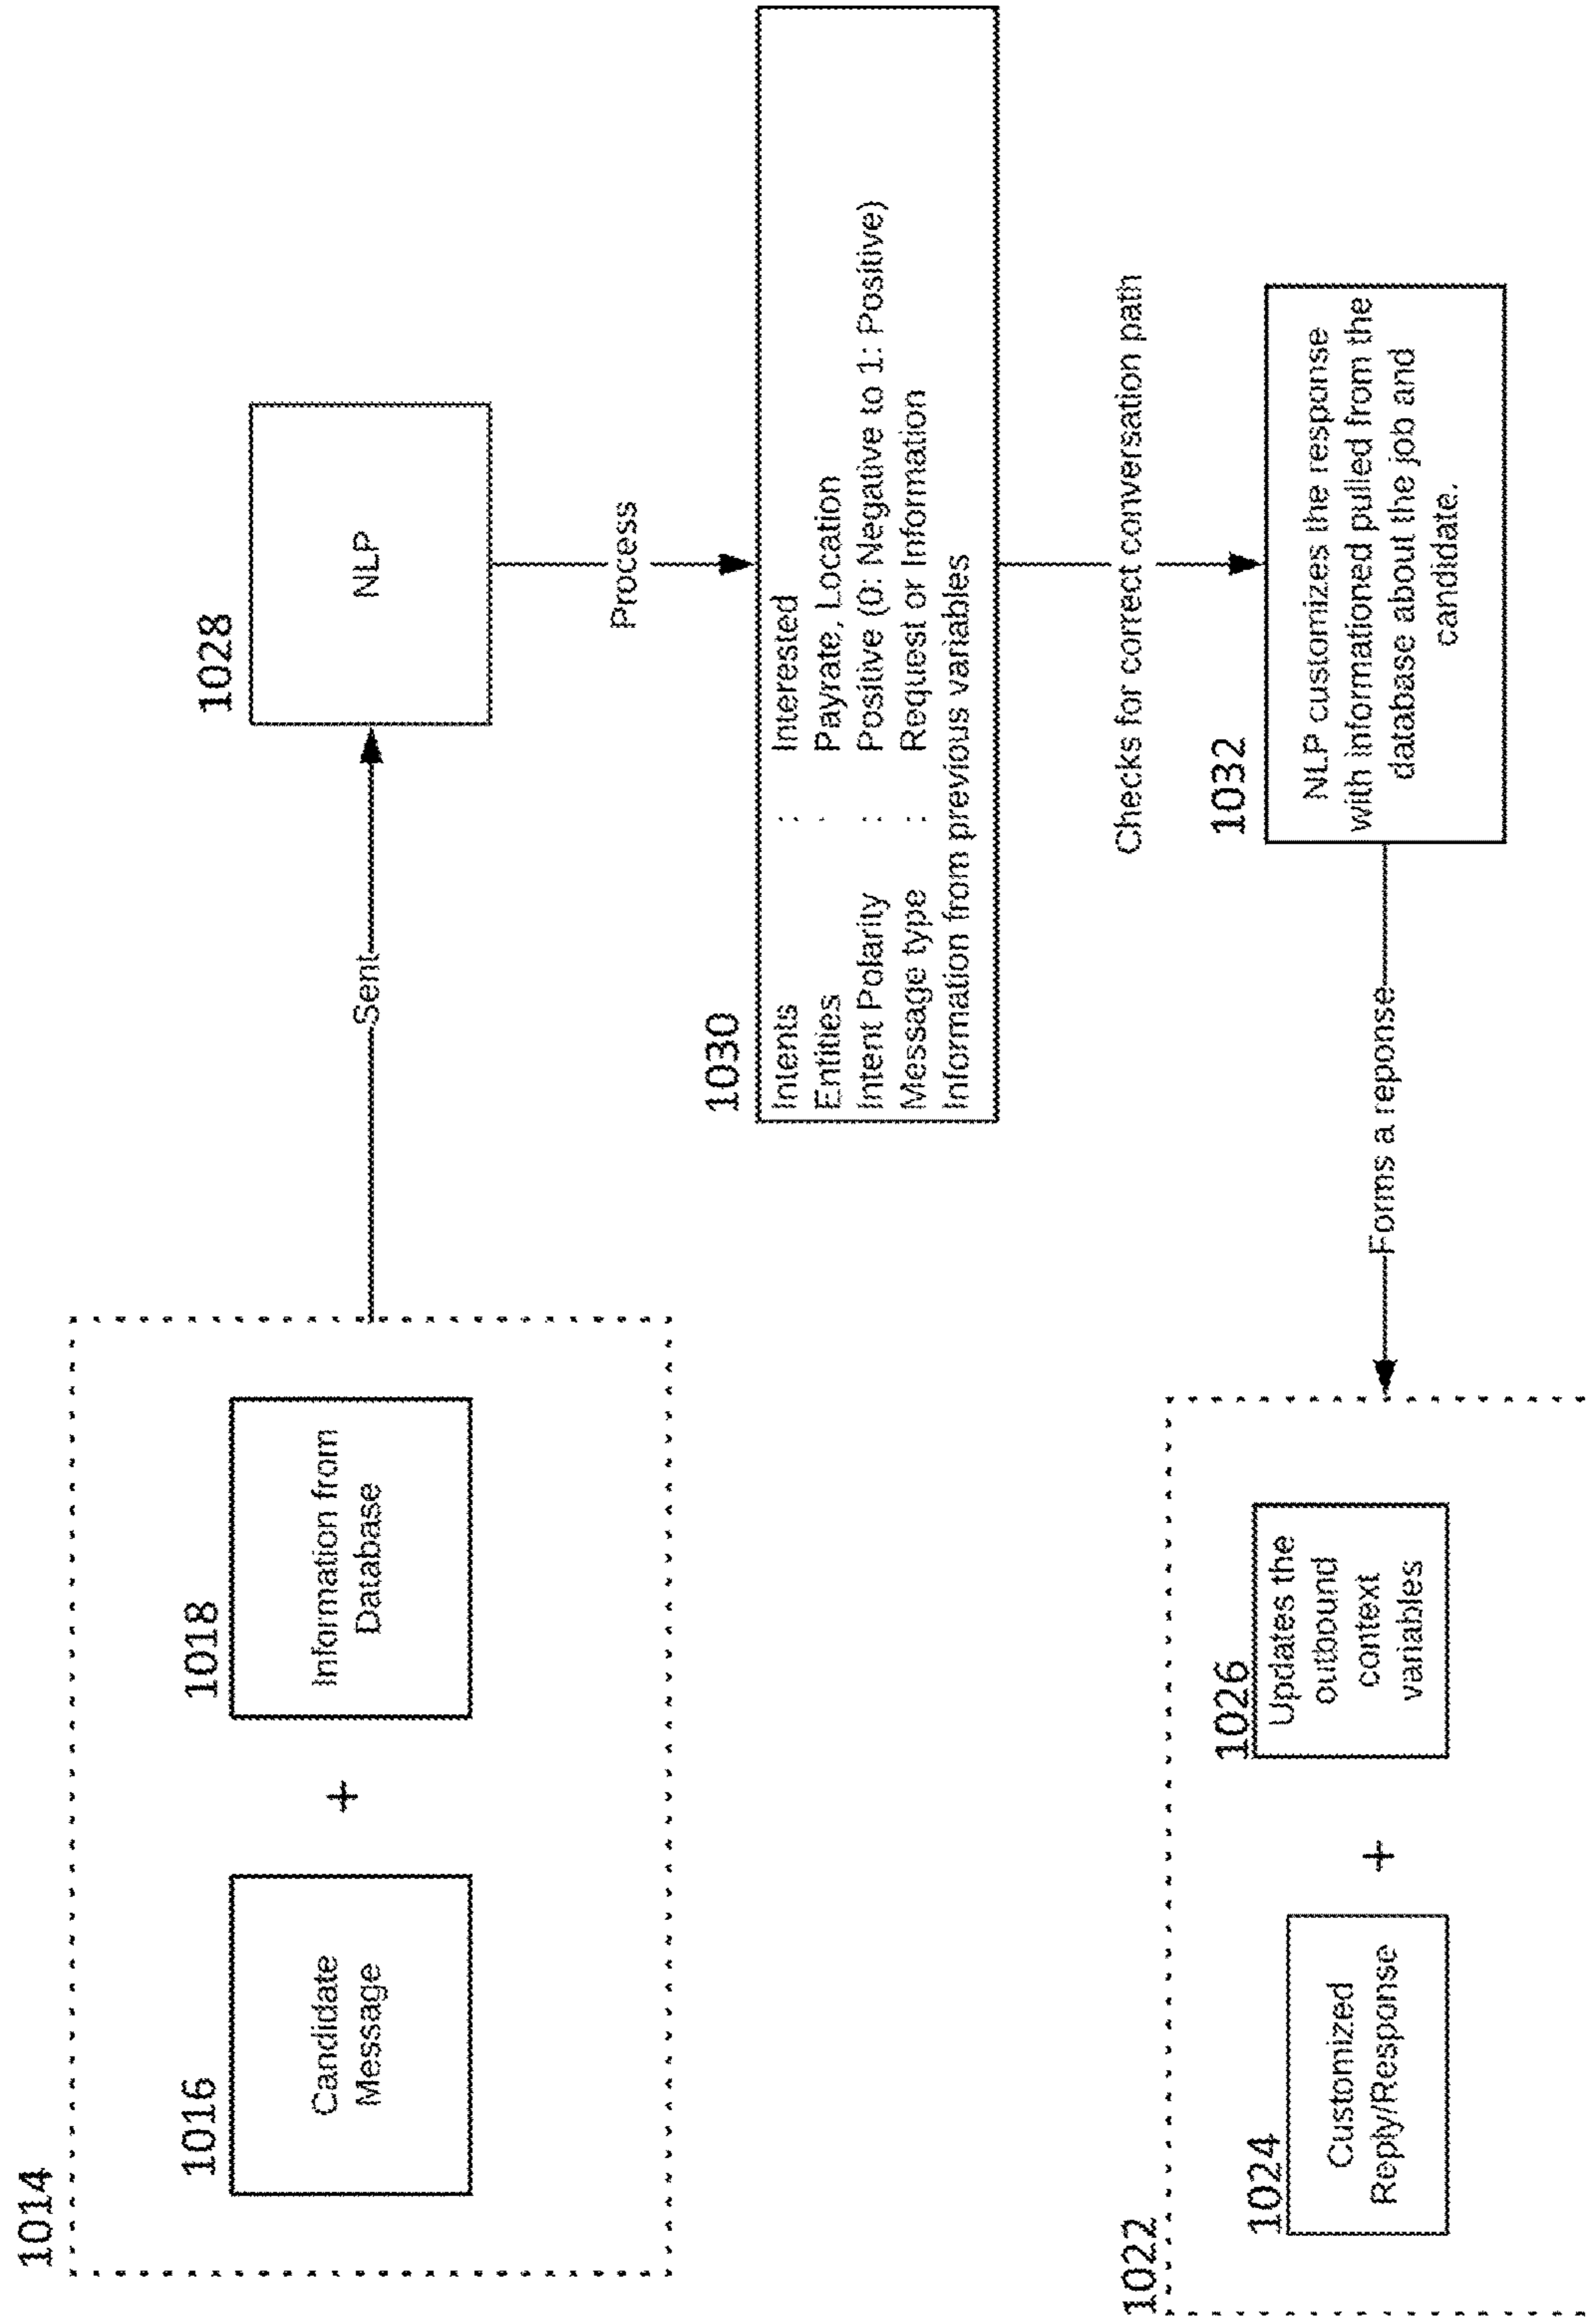 1014
1016
Candidate
Message
+
1018
Information from
Database
Sent
1028
NLP
Process
1030
Intents : Interested
Entities : Payrate, Location
Intent Polarity : Positive (0: Negative to 1: Positive)
Message type : Request or Information
Information from previous variables
Checks for correct conversation path
1032
NLP customizes the response
with informationed pulled from the
database about the job and
candidate.
Forms a reponse
1022
1024
Customized
Reply/Response
+
1026
Updates the
outbound
context
variables